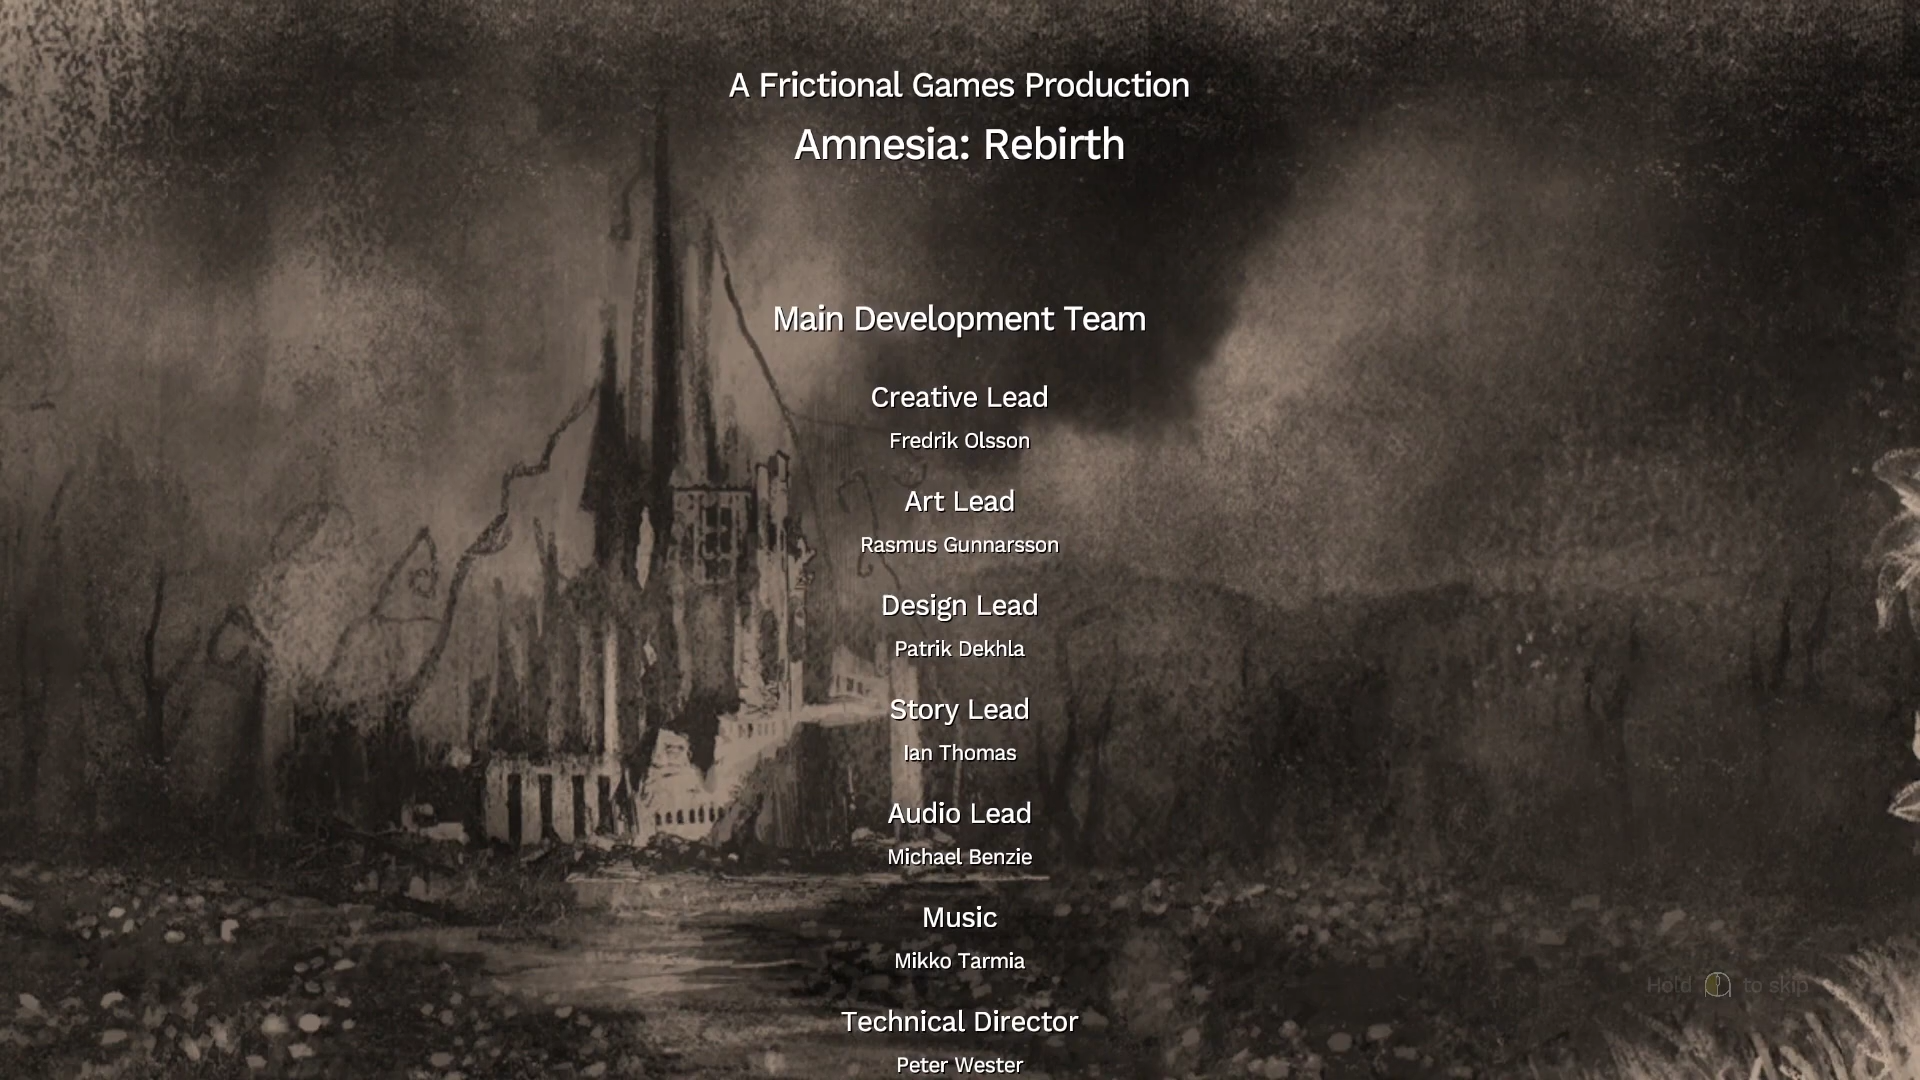 A Frictional Games Production
Amnesia: Rebirth
Main Development Team
Creative Lead
Fredrik Olsson
Art Lead
Rasmus Gunnarsson
Design Lead
Patrik Dekhla
Story Lead
Ian Thomas
Audio Lead
Michael Benzie
Music
Mikko Tarmia
Hold to skip
Technical Director
Peter Wester